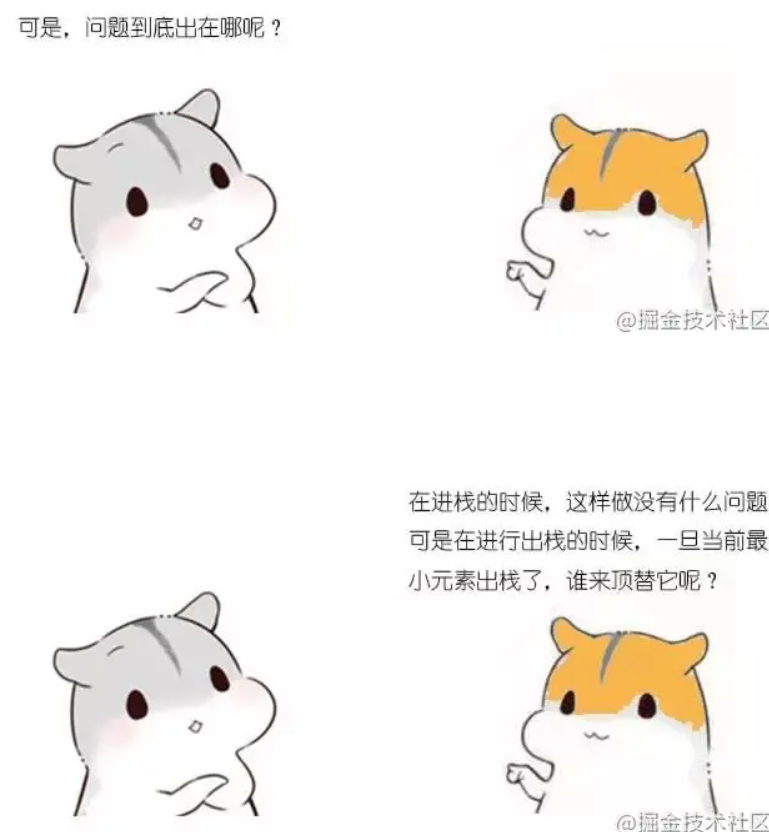 可是，问题到底出在哪呢？
@掘金技术社区
在进栈的时候，这样做没有什么问题
可是在进行出栈的时候，一旦当前最
小元素出栈了，谁来顶替它呢？
@掘金技术社区